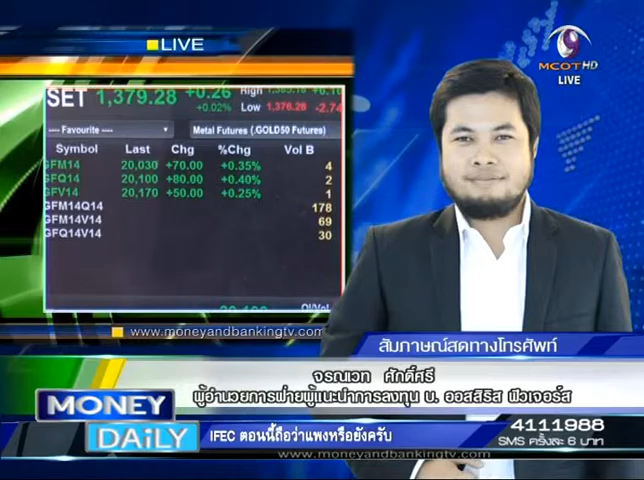 LIVE
MCOT HD
LIVE
SET 1,379.28 +0.26 High +0.10
+0.02% Low 1,376.28 -2.74
---- Favourite ----
Metal Futures (.GOLD50 Futures)
Symbol Last Chg %Chg Vol B
GFM14 20,030 +70.00 +0.35% 4
GFQ14 20,100 +80.00 +0.40% 2
GFV14 20,170 +50.00 +0.25% 1
GFM14Q14 178
GFM14V14 69
GFQ14V14 30
OI/Vol
www.moneyandbankingtv.com
สัมภาษณ์สดทางโทรศัพท์
จรณเวท ศักดิ์ศรี
ผู้อำนวยการฝ่ายผู้แนะนำการลงทุน บ. ออสสิริส ฟิวเจอร์ส
MONEY
DAiLY
IFEC ตอนนี้ถือว่าแพงหรือยังครับ
4111988
SMS ครั้งละ 6 บาท
www.moneyandbankingtv.com